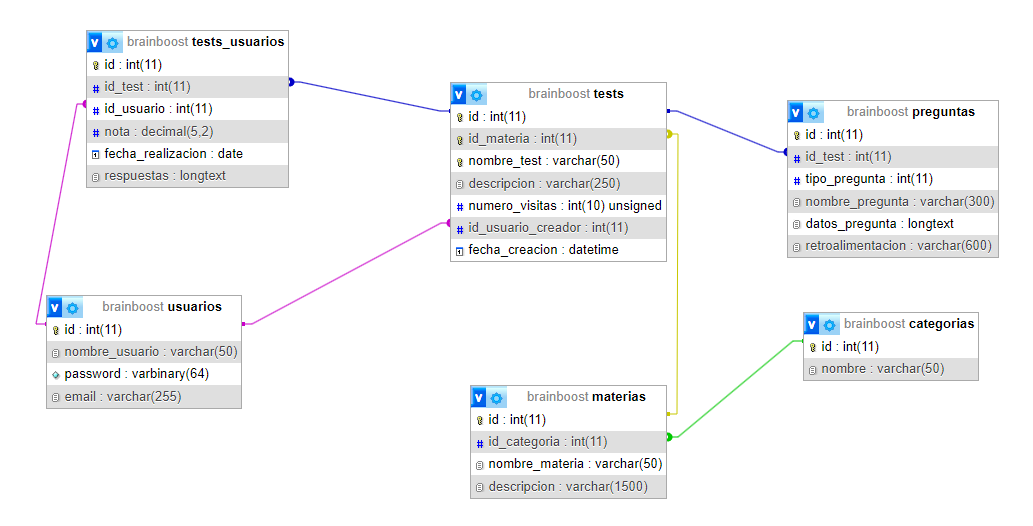 brainboost tests_usuarios
id : int(11)
id_test : int(11)
id_usuario : int(11)
nota : decimal(5,2)
fecha_realizacion : date
respuestas : longtext
brainboost tests
id : int(11)
id_materia : int(11)
nombre_test : varchar(50)
descripcion : varchar(250)
numero_visitas : int(10) unsigned
id_usuario_creador : int(11)
fecha_creacion : datetime
brainboost preguntas
id : int(11)
id_test : int(11)
tipo_pregunta : int(11)
nombre_pregunta : varchar(300)
datos_pregunta : longtext
retroalimentacion : varchar(600)
brainboost usuarios
id : int(11)
nombre_usuario : varchar(50)
password : varbinary(64)
email : varchar(255)
brainboost materias
id : int(11)
id_categoria : int(11)
nombre_materia : varchar(50)
descripcion : varchar(1500)
brainboost categorias
id : int(11)
nombre : varchar(50)